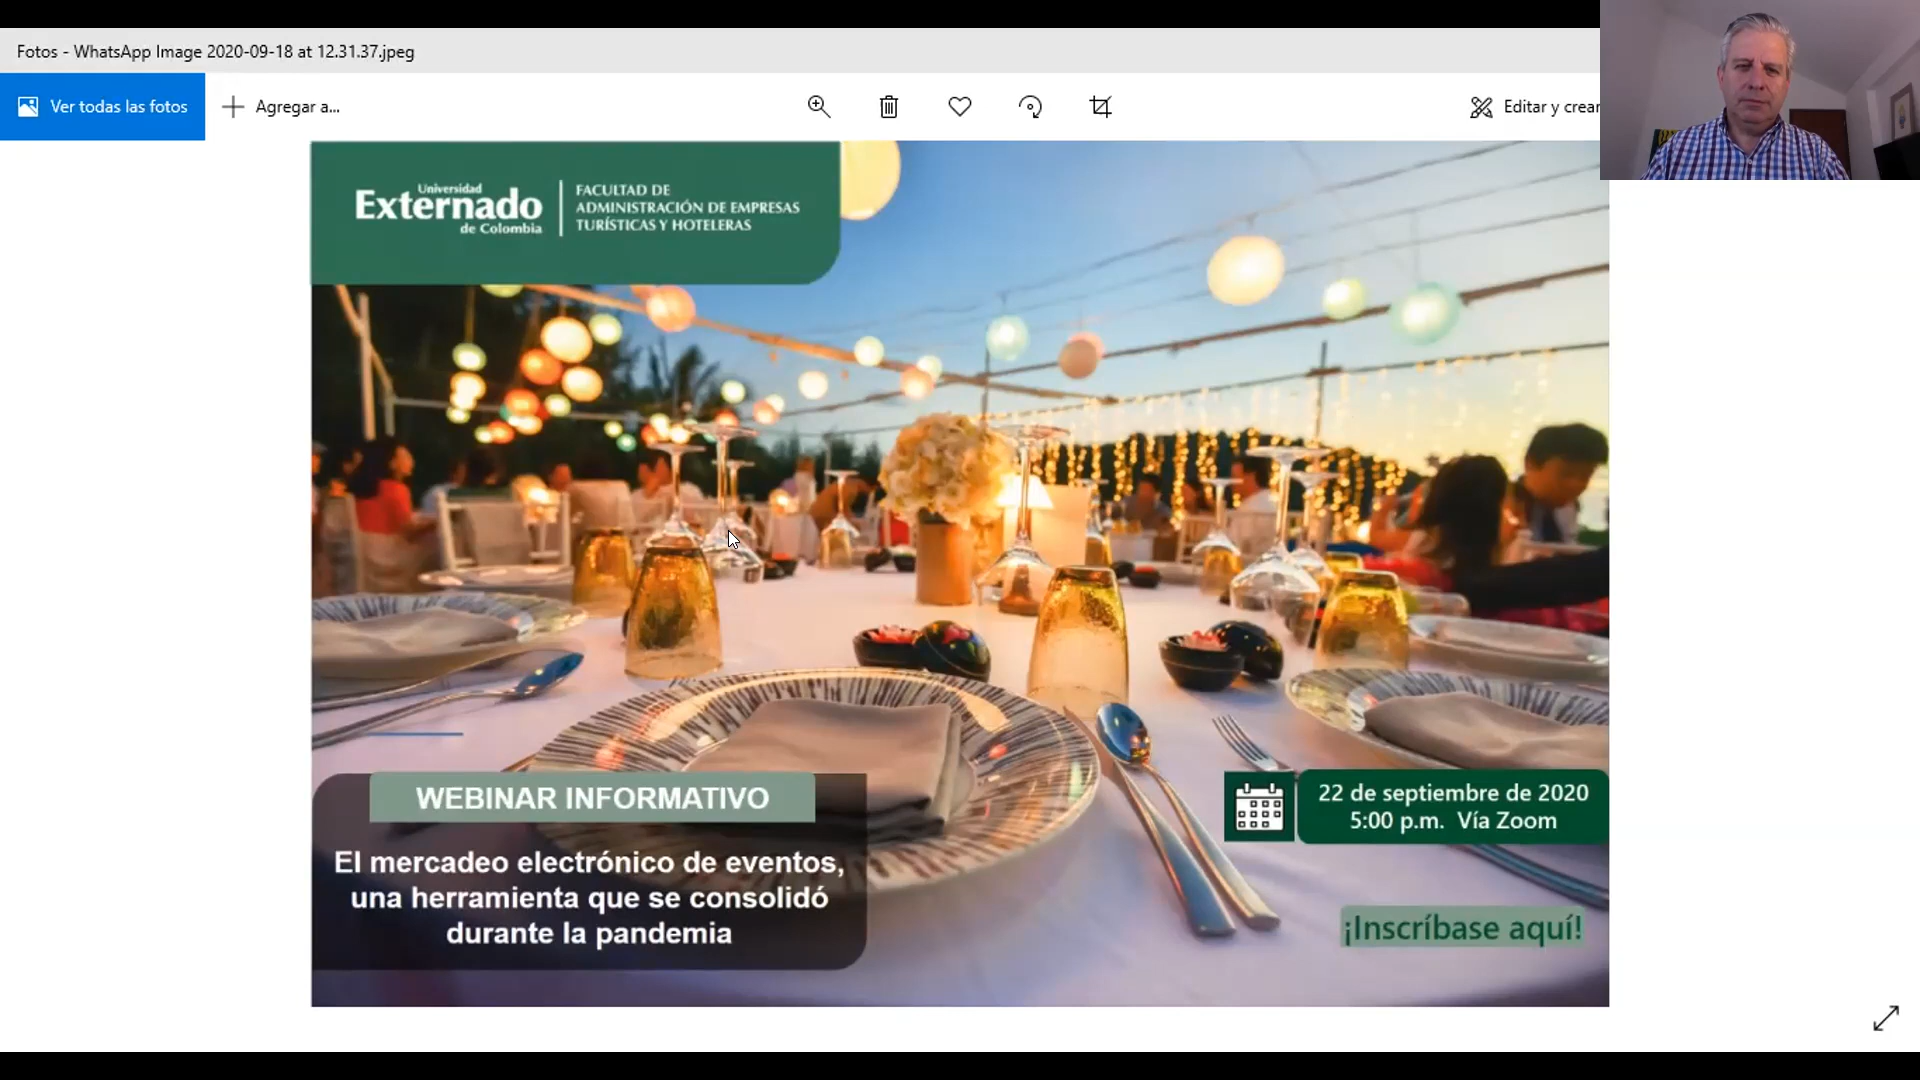 Fotos - WhatsApp Image 2020-09-18 at 12.31.37.jpeg
Ver todas las fotos
Agregar a...
Editar y crear
Universidad
Externado
de Colombia
FACULTAD DE
ADMINISTRACIÓN DE EMPRESAS
TURÍSTICAS Y HOTELERAS
WEBINAR INFORMATIVO
El mercadeo electrónico de eventos,
una herramienta que se consolidó
durante la pandemia
22 de septiembre de 2020
5:00 p.m. Vía Zoom
¡Inscríbase aquí!